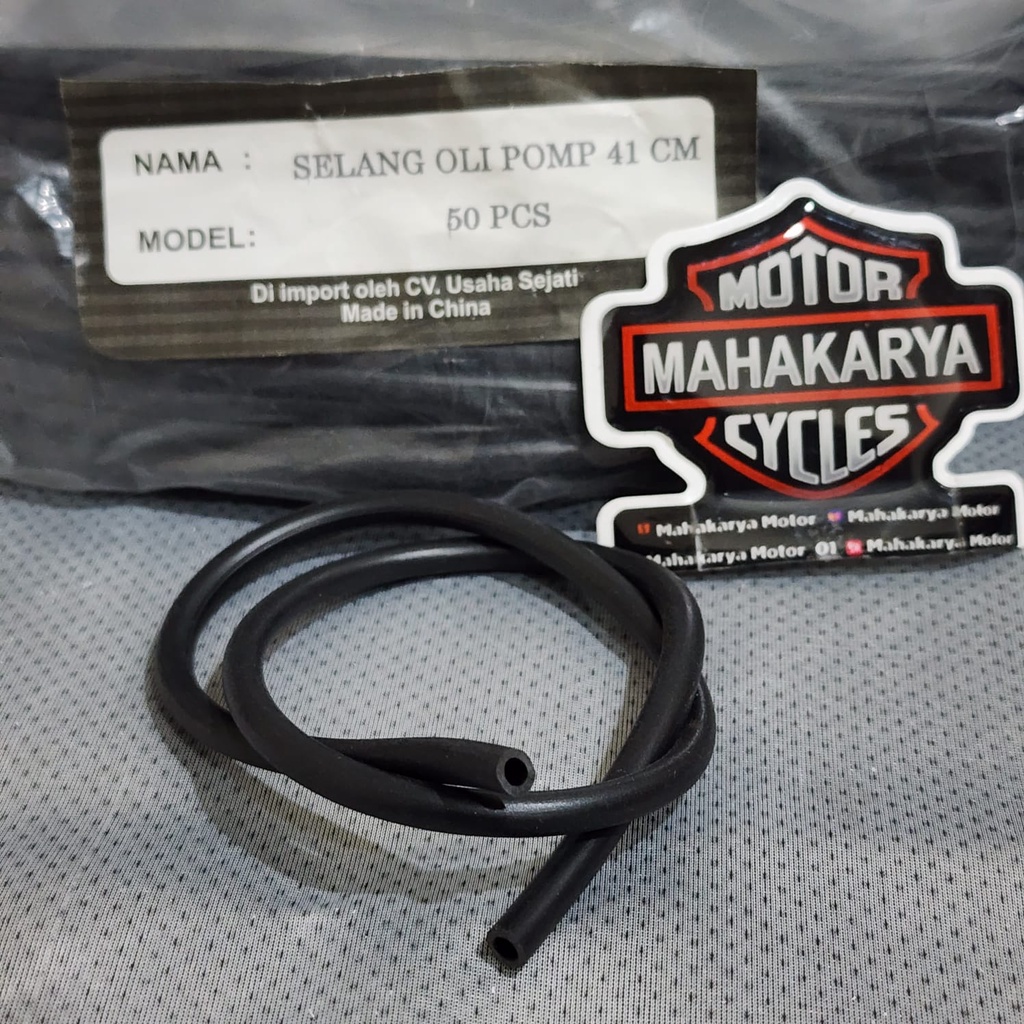 NAMA : SELANG OLI POMP 41 CM
MODEL: 50 PCS
Di import oleh CV. Usaha Sejati
Made in China
MOTOR
MAHAKARYA
CYCLES
Mahakarya Motor Mahakarya Motor
Mahakarya Motor 01 Mahakarya Motor